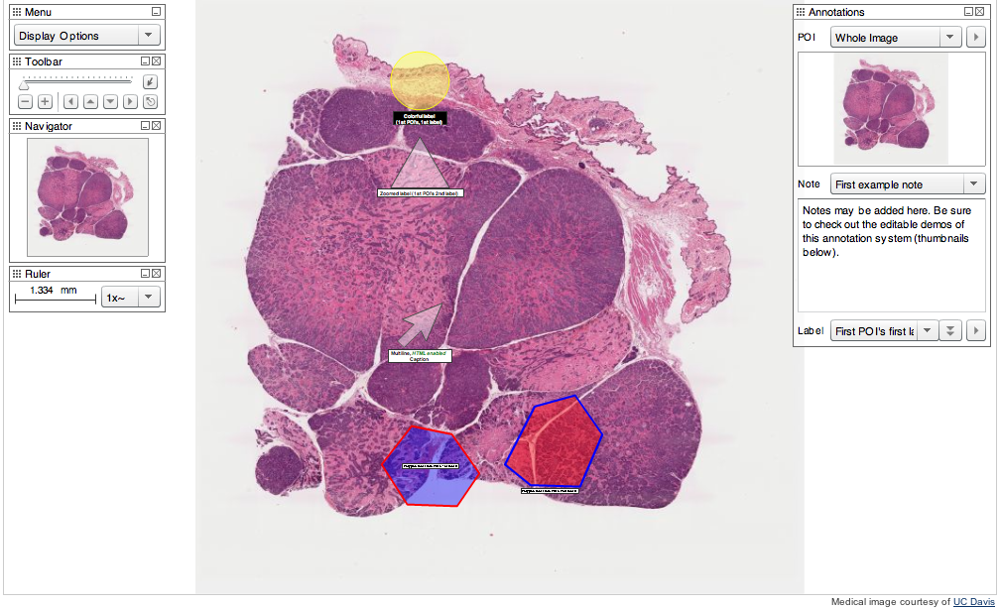 Menu
Display Options
Toolbar
Navigator
Ruler
1.334 mm
1x~
Colorful label
(1st POI's, 1st label)
Zoomed label (1st POI's 2nd label)
Multiline, HTML enabled
Caption
Annotations
POI
Whole Image
Note
First example note
Notes may be added here. Be sure
to check out the editable demos of
this annotation system (thumbnails
below).
Label
First POI's first la
Medical image courtesy of UC Davis